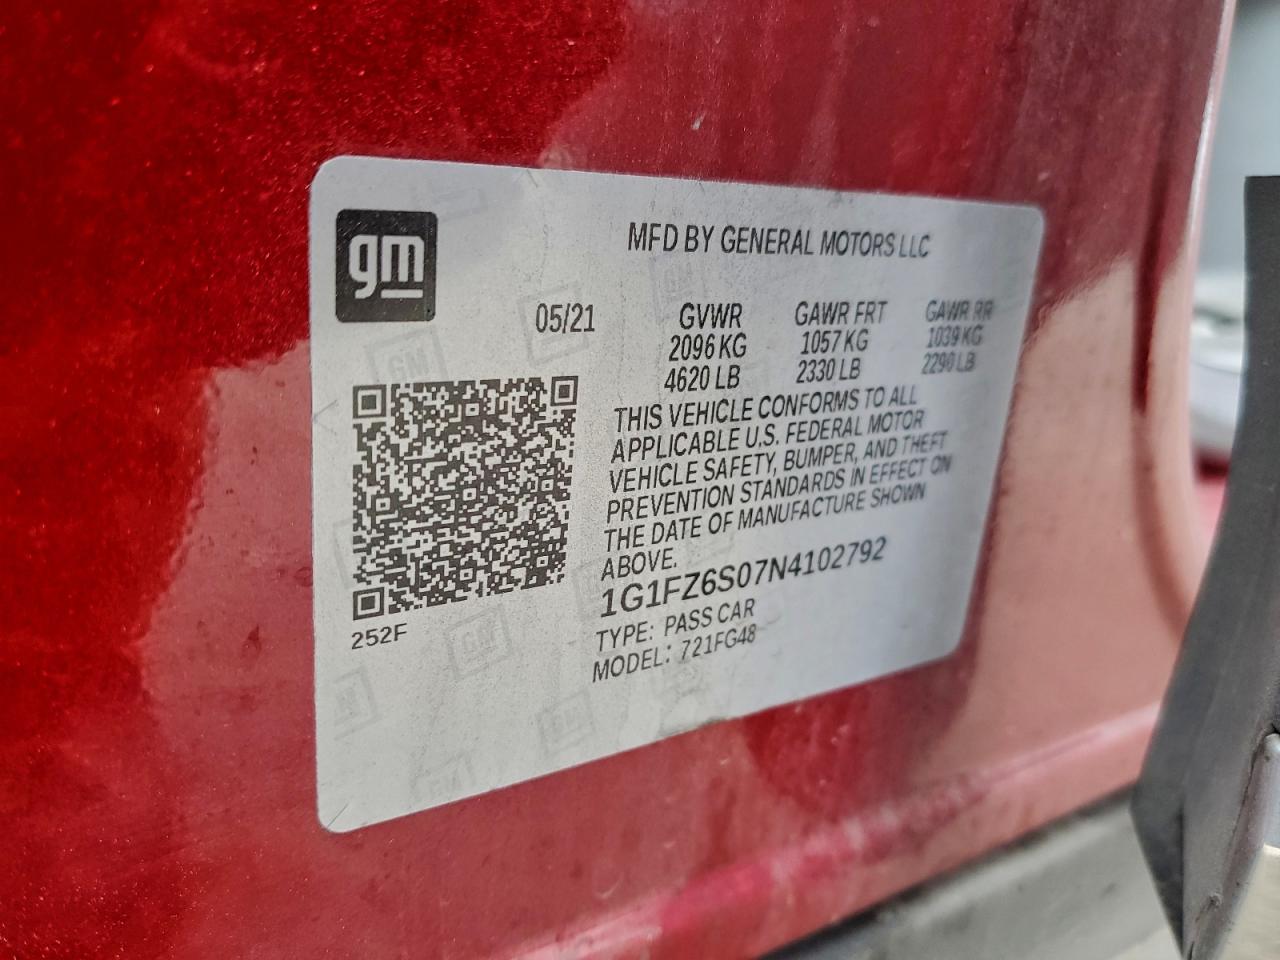 gm
MFD BY GENERAL MOTORS LLC
05/21 GVWR GAWR FRT GAWR RR
2096 KG 1057 KG 1039 KG
4620 LB 2330 LB 2290 LB
THIS VEHICLE CONFORMS TO ALL
APPLICABLE U.S. FEDERAL MOTOR
VEHICLE SAFETY, BUMPER, AND THEFT
PREVENTION STANDARDS IN EFFECT ON
THE DATE OF MANUFACTURE SHOWN
ABOVE.
1G1FZ6S07N4102792
TYPE: PASS CAR
MODEL: 721FG48
252F